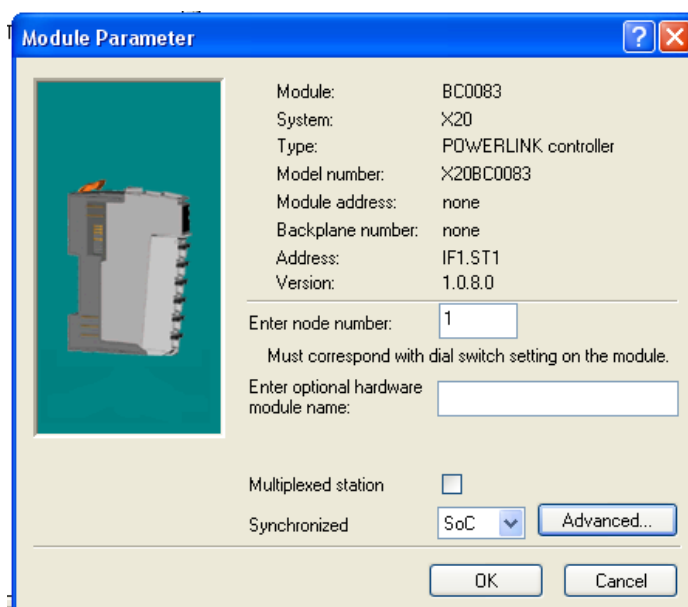 Module Parameter
Module: BC0083
System: X20
Type: POWERLINK controller
Model number: X20BC0083
Module address: none
Backplane number: none
Address: IF1.ST1
Version: 1.0.8.0
Enter node number: 1
Must correspond with dial switch setting on the module.
Enter optional hardware
module name:
Multiplexed station
Synchronized SoC Advanced...
OK Cancel